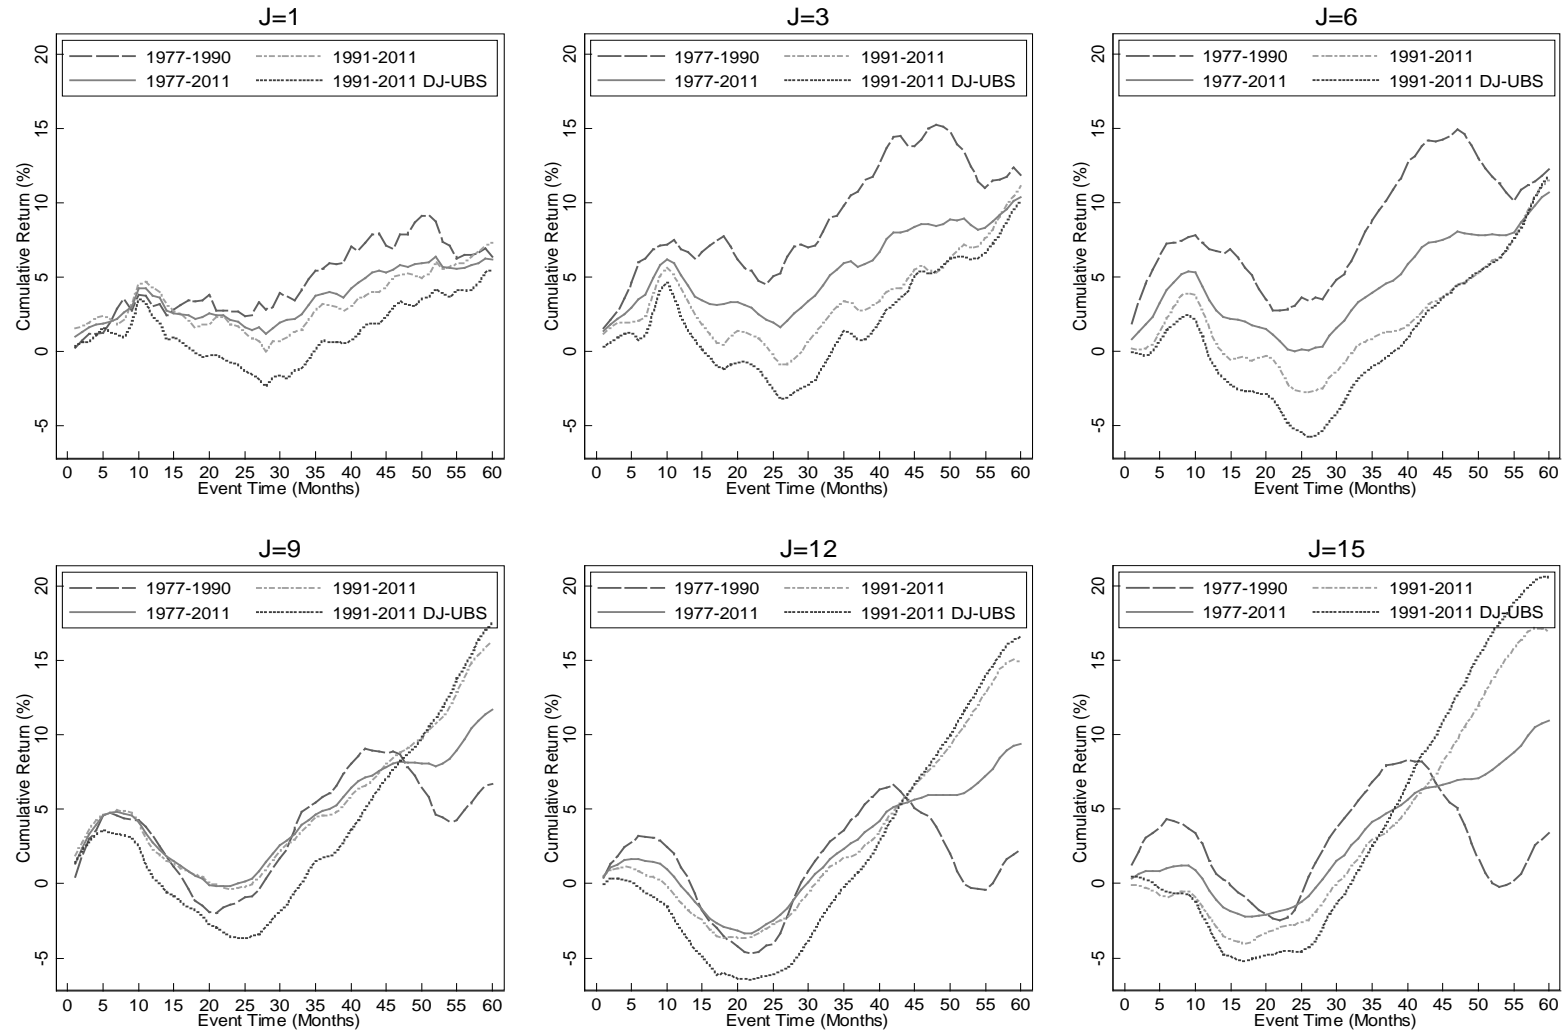 J=1
1977-1990 1991-2011
1977-2011 1991-2011 DJ-UBS
Cumulative Return (%)
20
15
10
5
0
-5
0 5 10 15 20 25 30 35 40 45 50 55 60
Event Time (Months)
J=3
1977-1990 1991-2011
1977-2011 1991-2011 DJ-UBS
Cumulative Return (%)
20
15
10
5
0
-5
0 5 10 15 20 25 30 35 40 45 50 55 60
Event Time (Months)
J=6
1977-1990 1991-2011
1977-2011 1991-2011 DJ-UBS
Cumulative Return (%)
20
15
10
5
0
-5
0 5 10 15 20 25 30 35 40 45 50 55 60
Event Time (Months)
J=9
1977-1990 1991-2011
1977-2011 1991-2011 DJ-UBS
Cumulative Return (%)
20
15
10
5
0
-5
0 5 10 15 20 25 30 35 40 45 50 55 60
Event Time (Months)
J=12
1977-1990 1991-2011
1977-2011 1991-2011 DJ-UBS
Cumulative Return (%)
20
15
10
5
0
-5
0 5 10 15 20 25 30 35 40 45 50 55 60
Event Time (Months)
J=15
1977-1990 1991-2011
1977-2011 1991-2011 DJ-UBS
Cumulative Return (%)
20
15
10
5
0
-5
0 5 10 15 20 25 30 35 40 45 50 55 60
Event Time (Months)